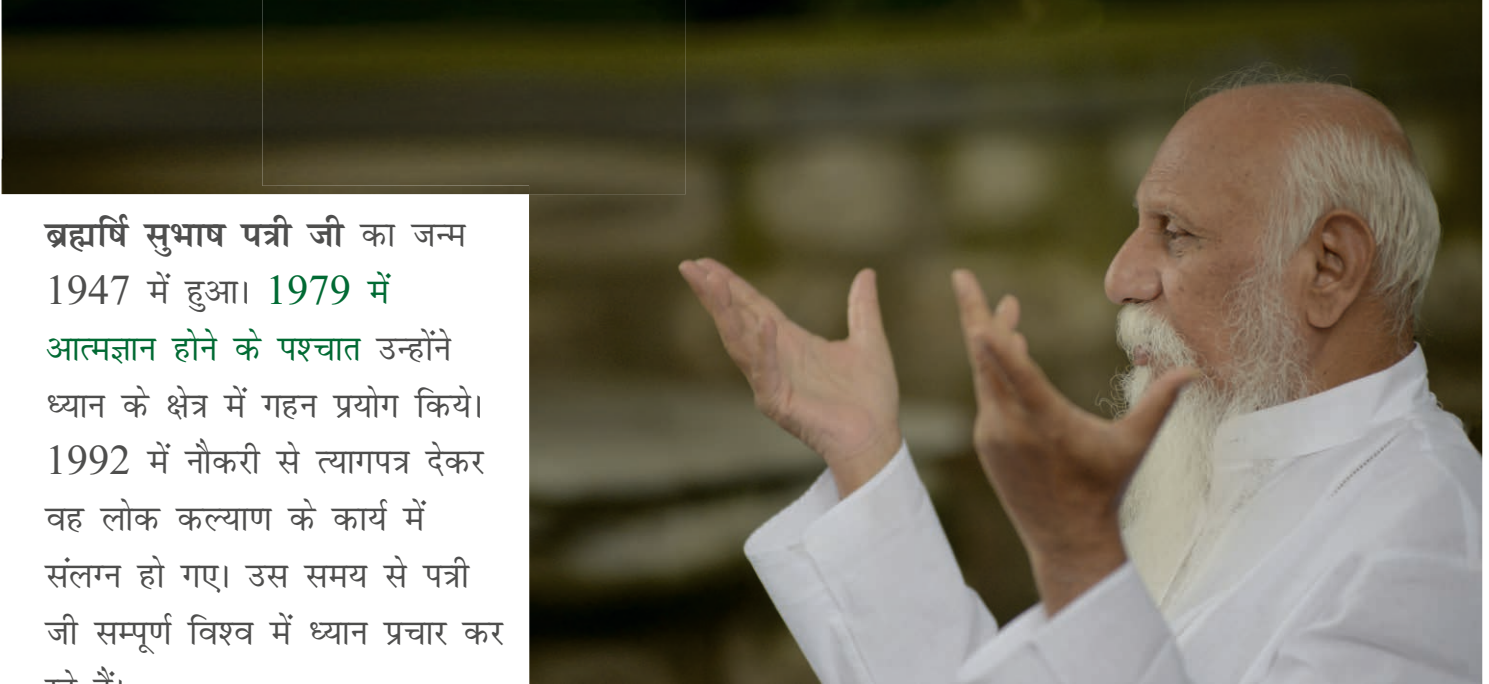 ब्रह्मर्षि सुभाष पत्री जी का जन्म
1947 में हुआ। 1979 में
आत्मज्ञान होने के पश्चात उन्होंने
ध्यान के क्षेत्र में गहन प्रयोग किये।
1992 में नौकरी से त्यागपत्र देकर
वह लोक कल्याण के कार्य में
संलग्न हो गए। उस समय से पत्री
जी सम्पूर्ण विश्व में ध्यान प्रचार कर